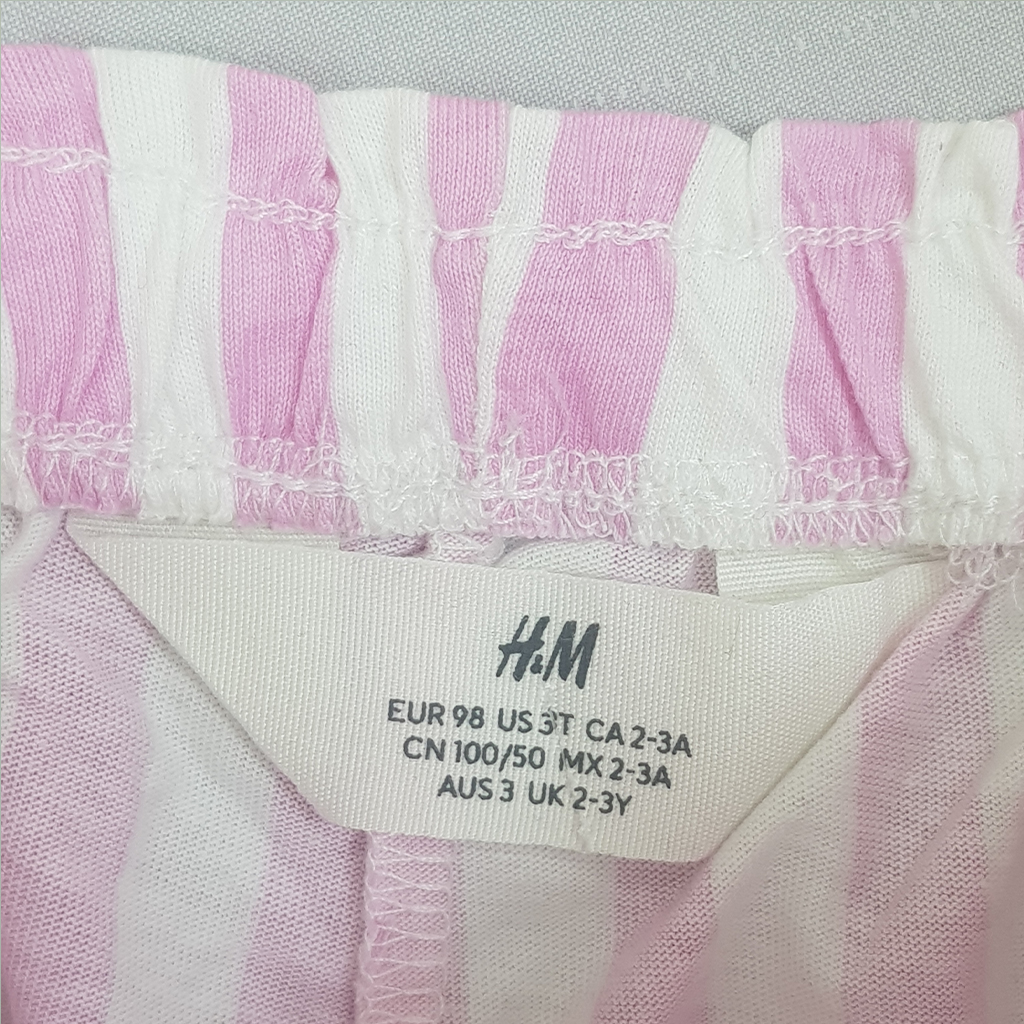 H&M
EUR 98 US 3T CA 2-3A
CN 100/50 MX 2-3A
AUS 3 UK 2-3Y